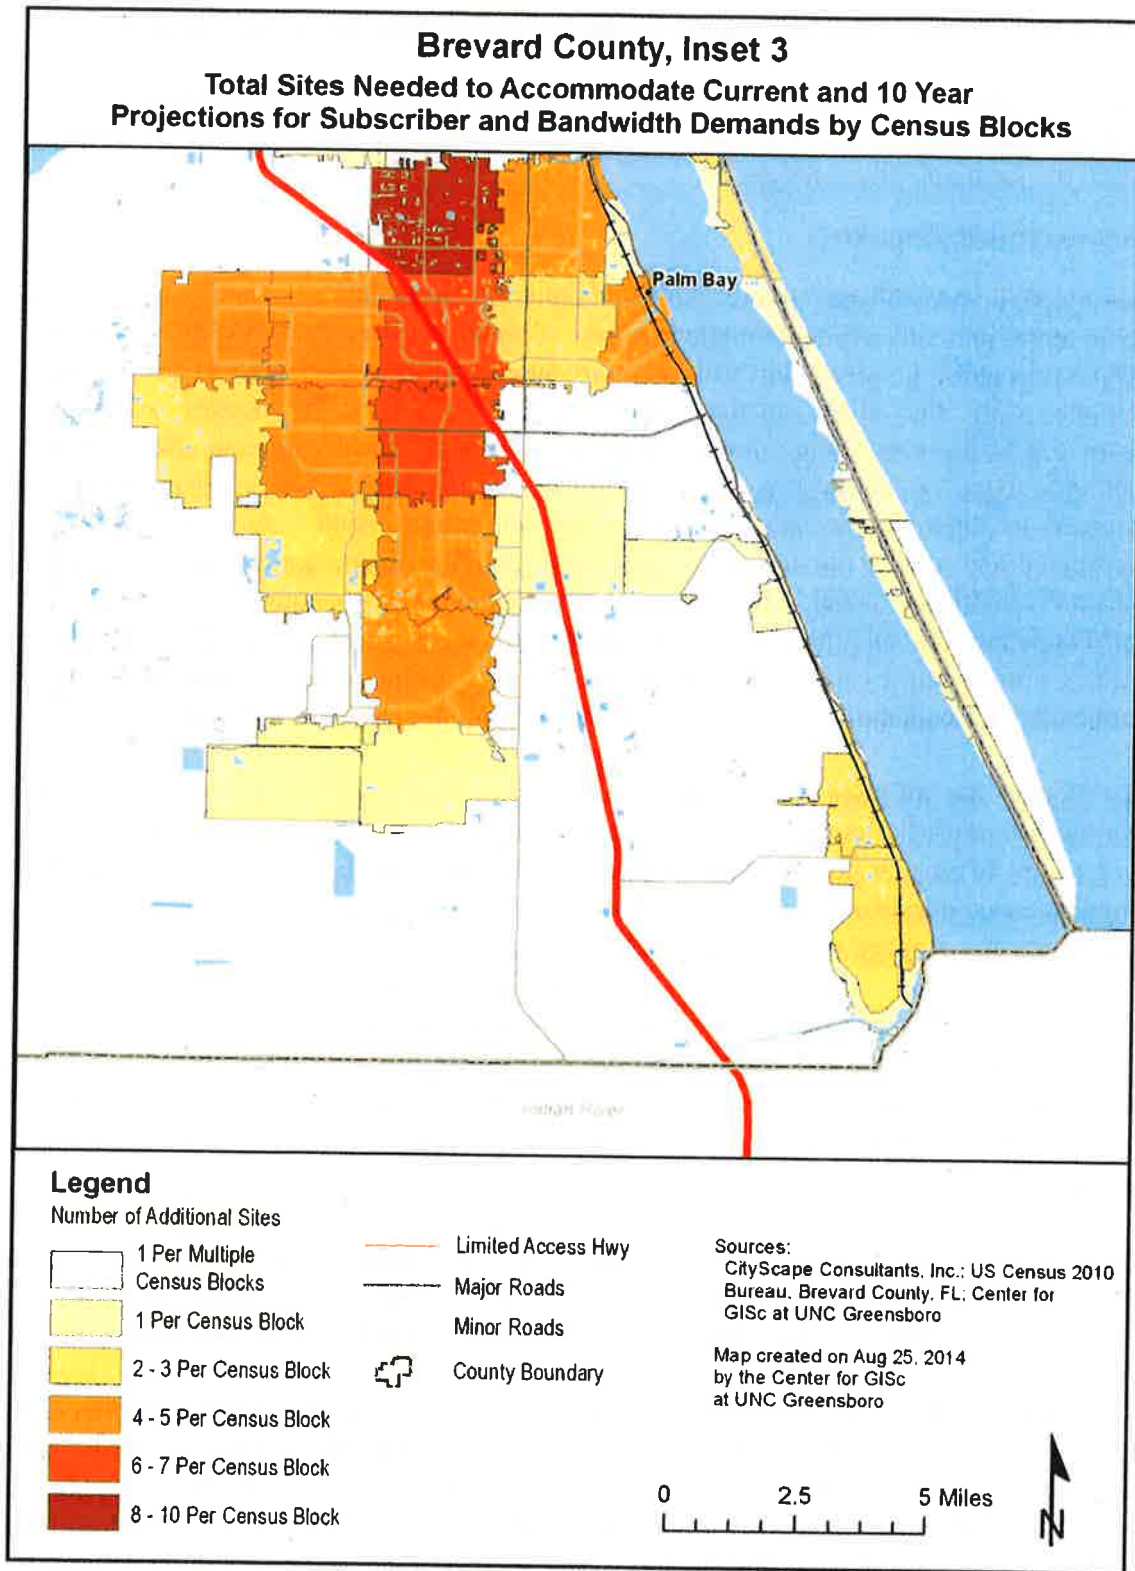 Brevard County, Inset 3
Total Sites Needed to Accommodate Current and 10 Year
Projections for Subscriber and Bandwidth Demands by Census Blocks
Palm Bay
Indian River
Legend
Number of Additional Sites
1 Per Multiple
Census Blocks
1 Per Census Block
2 - 3 Per Census Block
4 - 5 Per Census Block
6 - 7 Per Census Block
8 - 10 Per Census Block
Limited Access Hwy
Major Roads
Minor Roads
County Boundary
Sources:
CityScape Consultants, Inc.; US Census 2010
Bureau, Brevard County, FL; Center for
GISc at UNC Greensboro
Map created on Aug 25, 2014
by the Center for GISc
at UNC Greensboro
0 2.5 5 Miles
N